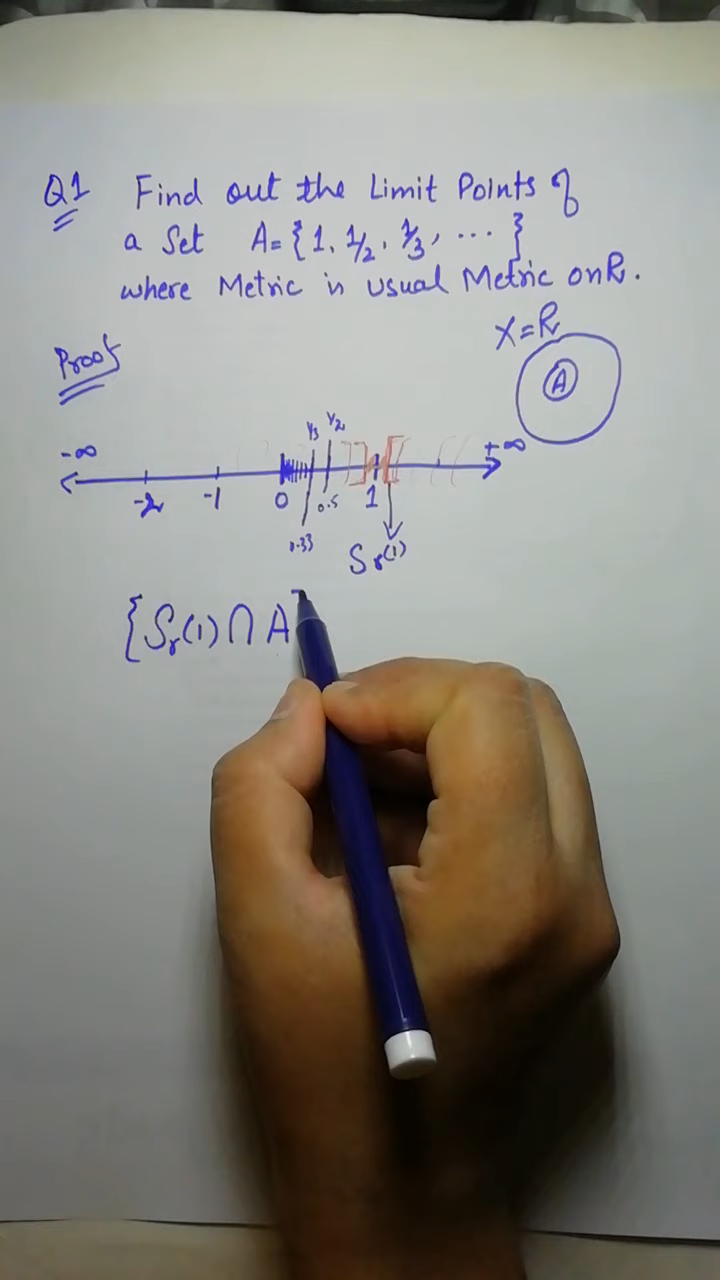 Q1 Find out the Limit Points of
a Set A = { 1, 1/2, 1/3, ... }
where Metric is usual Metric on R.
X = R
Proof
A
1/3 1/2
-∞ +∞
-2 -1 0 0.5 1
0.33
Sr(1)
{Sr(1) ∩ A